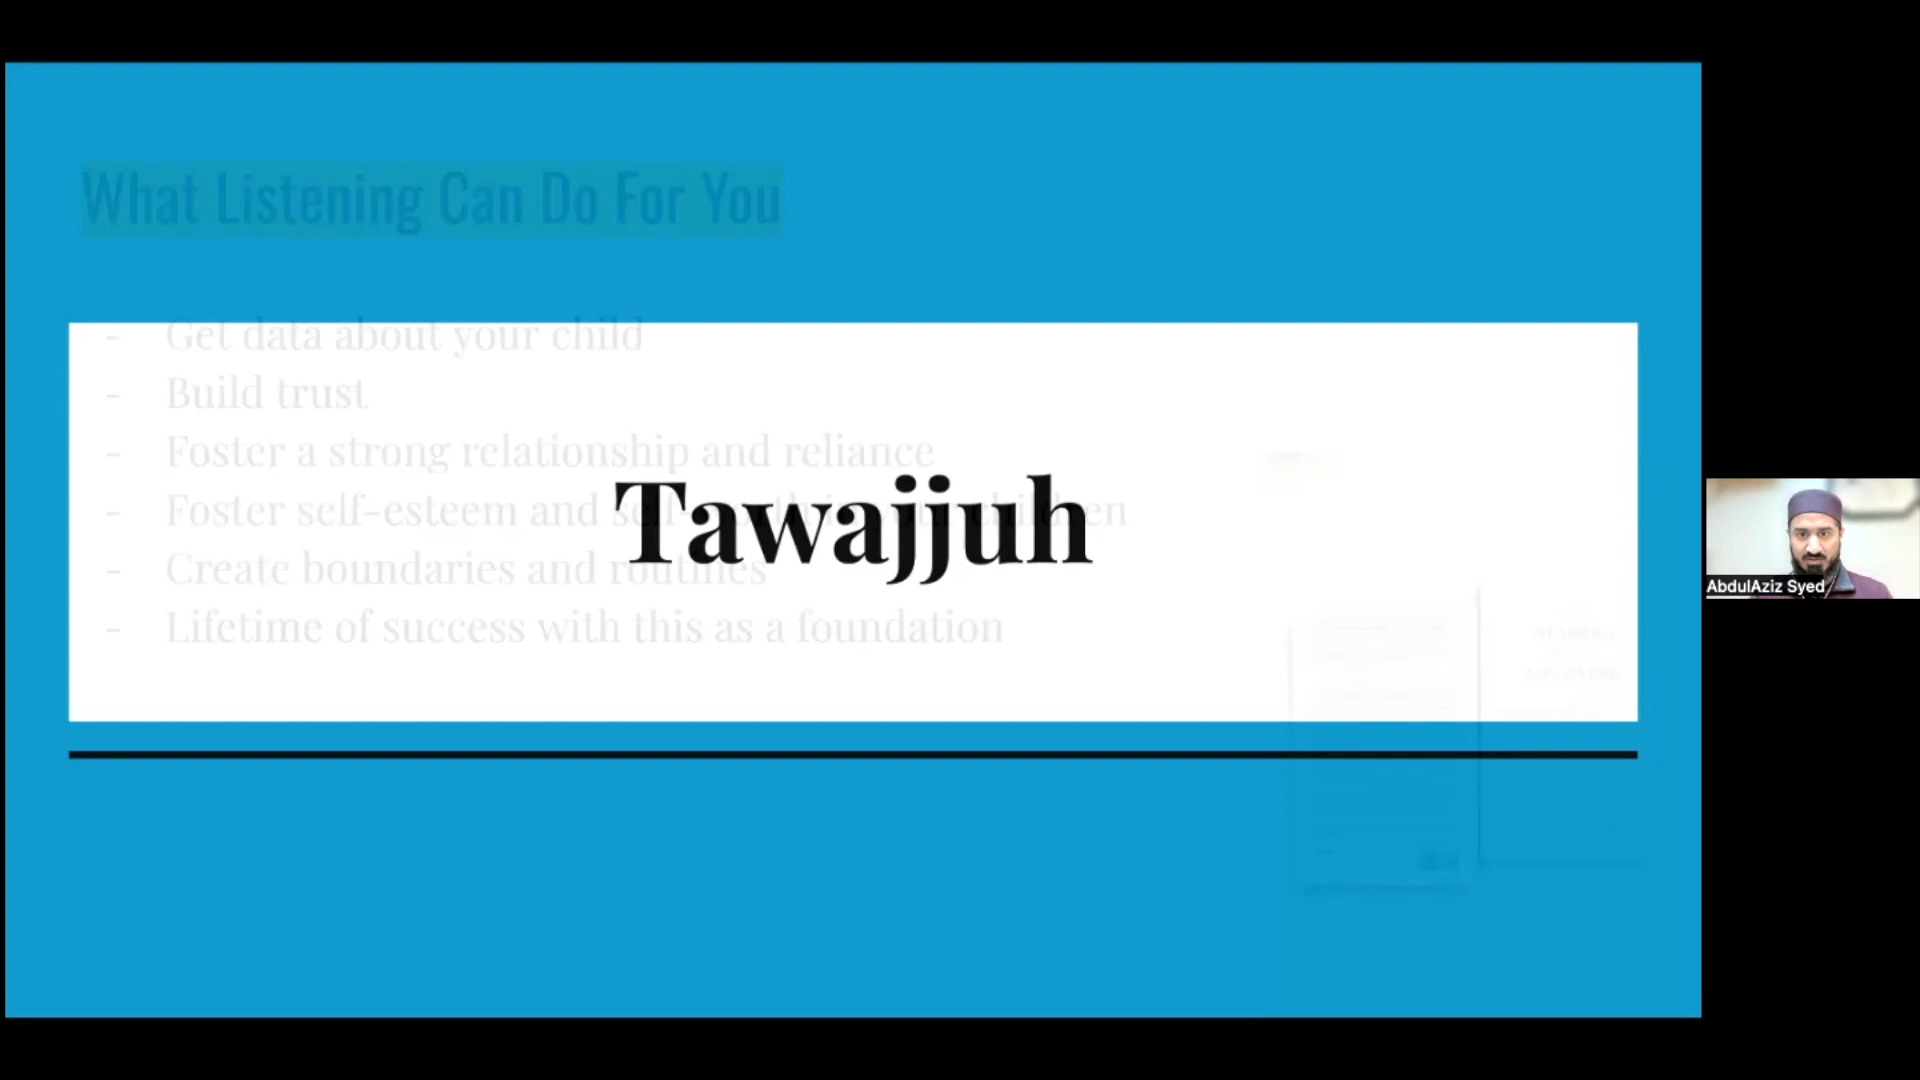 What Listening Can Do For You
- Get data about your child
- Build trust
- Foster a strong relationship and reliance
- Foster self-esteem and self-worth in your children
- Create boundaries and routines
- Lifetime of success with this as a foundation
Tawajjuh
AbdulAziz Syed